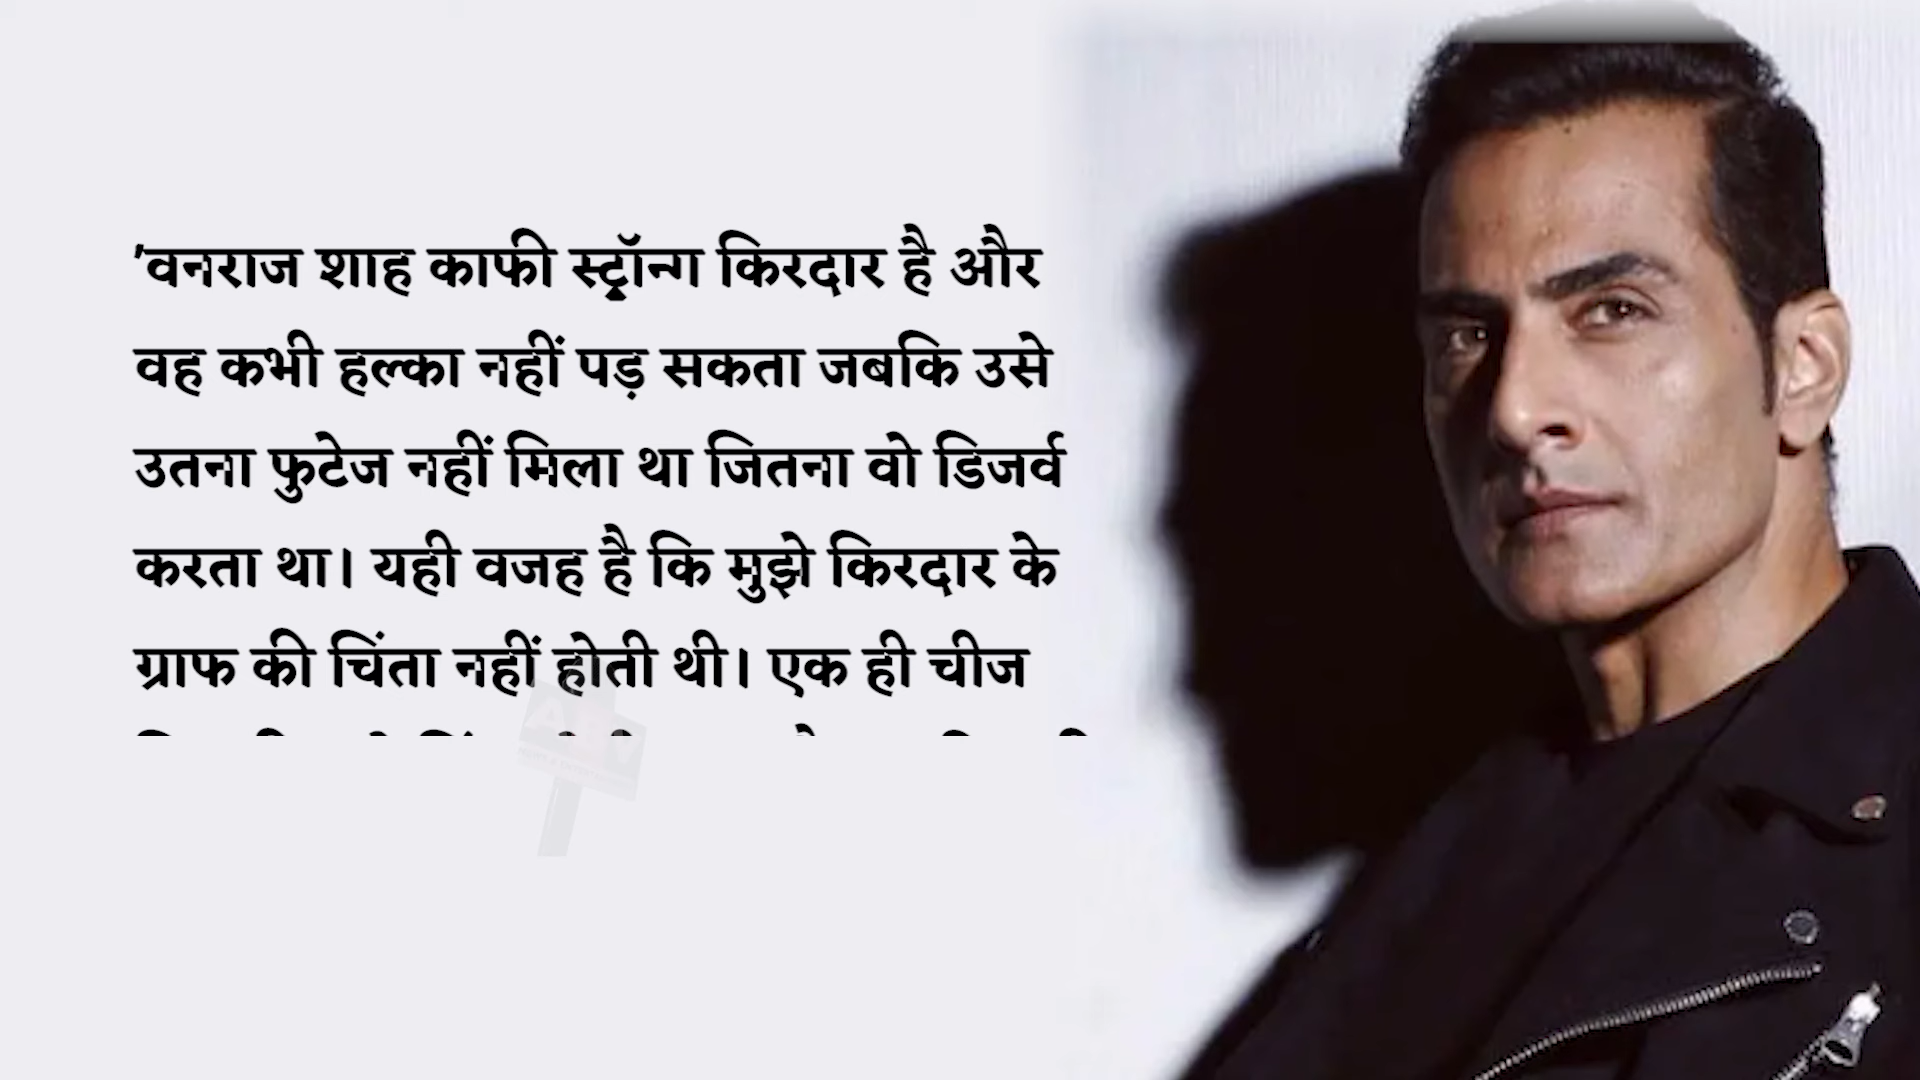 'वनराज शाह काफी स्ट्रॉन्ग किरदार है और
वह कभी हल्का नहीं पड़ सकता जबकि उसे
उतना फुटेज नहीं मिला था जितना वो डिजर्व
करता था। यही वजह है कि मुझे किरदार के
ग्राफ की चिंता नहीं होती थी। एक ही चीज